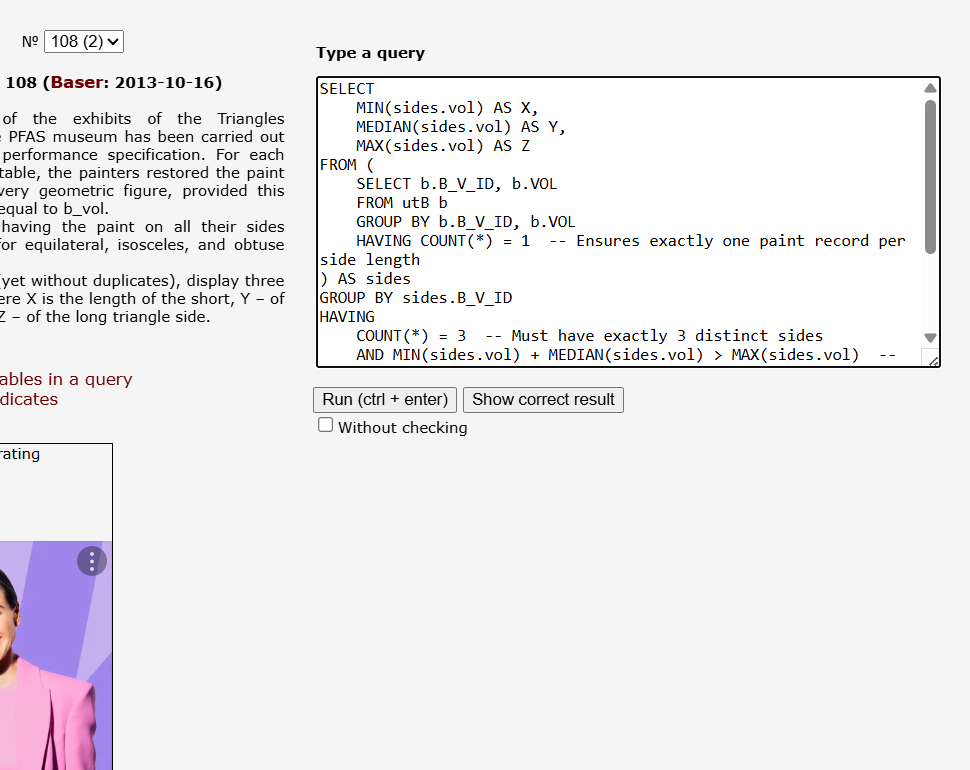 Nº 108 (2)
108 (Baser: 2013-10-16)
of the exhibits of the Triangles
PFAS museum has been carried out
performance specification. For each
table, the painters restored the paint
very geometric figure, provided this
equal to b_vol.
having the paint on all their sides
for equilateral, isosceles, and obtuse
(yet without duplicates), display three
ere X is the length of the short, Y – of
Z – of the long triangle side.
ables in a query
dicates
rating
Type a query
SELECT
MIN(sides.vol) AS X,
MEDIAN(sides.vol) AS Y,
MAX(sides.vol) AS Z
FROM (
SELECT b.B_V_ID, b.VOL
FROM utB b
GROUP BY b.B_V_ID, b.VOL
HAVING COUNT(*) = 1  -- Ensures exactly one paint record per
side length
) AS sides
GROUP BY sides.B_V_ID
HAVING
COUNT(*) = 3  -- Must have exactly 3 distinct sides
AND MIN(sides.vol) + MEDIAN(sides.vol) > MAX(sides.vol)  --
Run (ctrl + enter)
Show correct result
Without checking